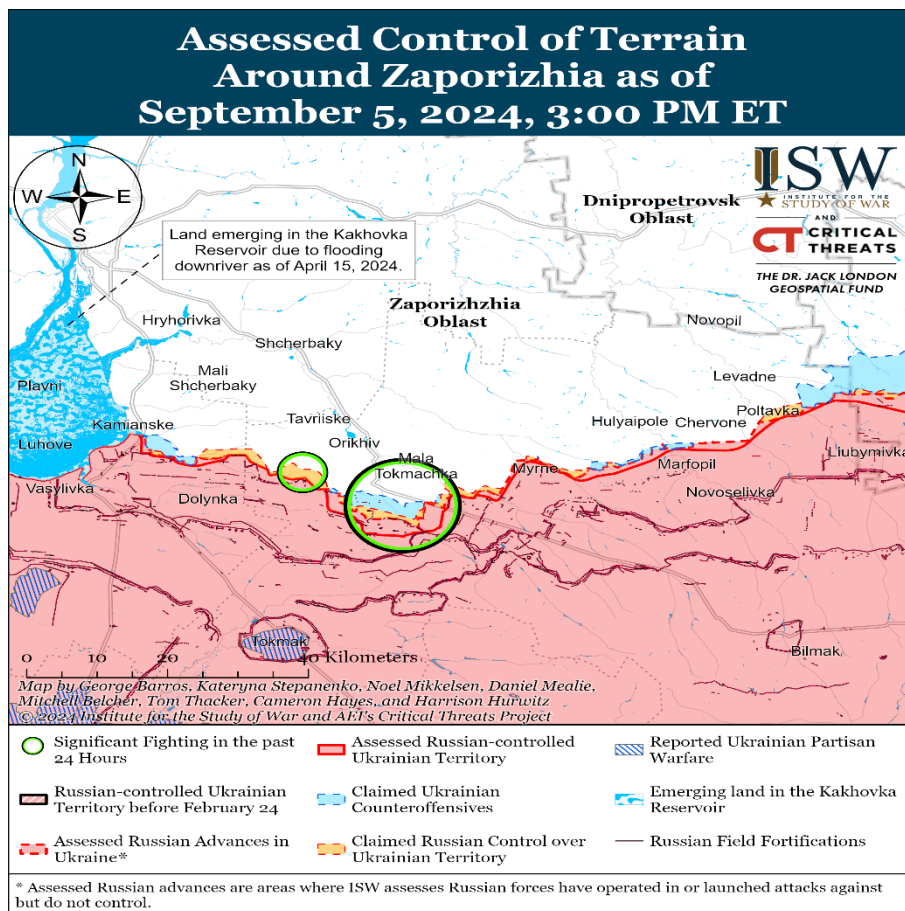 Assessed Control of Terrain
Around Zaporizhia as of
September 5, 2024, 3:00 PM ET
N
W E
S
ISW
INSTITUTE FOR THE
STUDY OF WAR
AND
CT CRITICAL
THREATS
THE DR. JACK LONDON
GEOSPATIAL FUND
Dnipropetrovsk
Oblast
Land emerging in the Kakhovka
Reservoir due to flooding
downriver as of April 15, 2024.
Zaporizhzhia
Oblast
Hryhorivka
Novopil
Shcherbaky
Mali
Shcherbaky
Levadne
Plavni
Poltavka
Tavriiske
Hulyaipole
Chervone
Kamianske
Orikhiv
Luhove
Mala
Tokmachka
Myrne
Marfopil
Liubymivka
Vasylivka
Dolynka
Novoselivka
Tokmak
Bilmak
0 10 20 40 Kilometers
Map by George Barros, Kateryna Stepanenko, Noel Mikkelsen, Daniel Mealie,
Mitchell Belcher, Tom Thacker, Cameron Hayes, and Harrison Hurwitz
© 2024 Institute for the Study of War and AEI's Critical Threats Project
Significant Fighting in the past
24 Hours
Assessed Russian-controlled
Ukrainian Territory
Reported Ukrainian Partisan
Warfare
Russian-controlled Ukrainian
Territory before February 24
Claimed Ukrainian
Counteroffensives
Emerging land in the Kakhovka
Reservoir
Assessed Russian Advances in
Ukraine*
Claimed Russian Control over
Ukrainian Territory
Russian Field Fortifications
* Assessed Russian advances are areas where ISW assesses Russian forces have operated in or launched attacks against
but do not control.